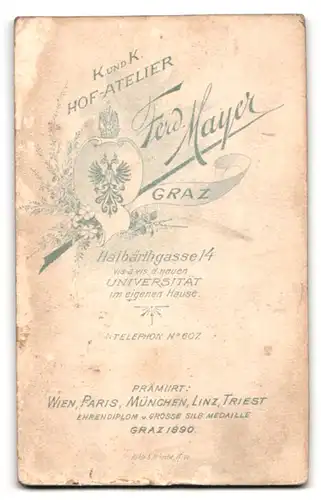 K. UND K.
HOF-ATELIER
Ferd. Mayer
GRAZ
Halbärthgasse 14
vis-à-vis d. neuen
UNIVERSITÄT
im eigenen Hause.
TELEPHON No 607.
PRÄMIIRT:
WIEN, PARIS, MÜNCHEN, LINZ, TRIEST
EHRENDIPLOM u. GROSSE SILB. MEDAILLE
GRAZ 1890.